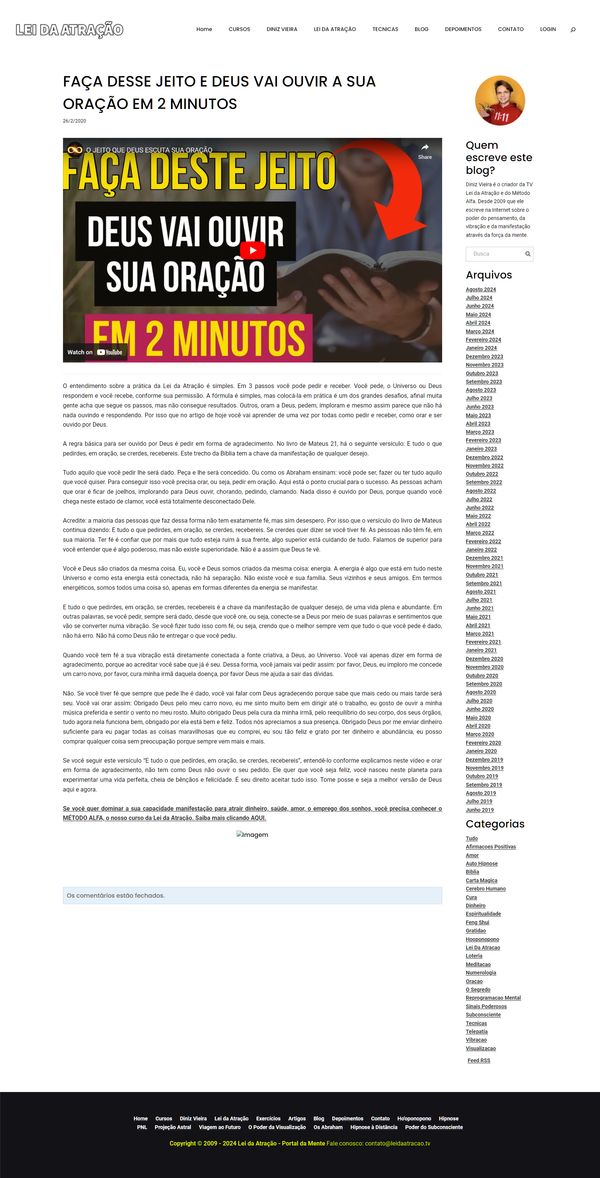 LEI DA ATRAÇÃO
Home CURSOS DINIZ VIEIRA LEI DA ATRAÇÃO TECNICAS BLOG DEPOIMENTOS CONTATO LOGIN
FAÇA DESSE JEITO E DEUS VAI OUVIR A SUA
ORAÇÃO EM 2 MINUTOS
26/2/2020
O JEITO QUE DEUS ESCUTA SUA ORAÇÃO
Share
FAÇA DESTE JEITO
DEUS VAI OUVIR
SUA ORAÇÃO
EM 2 MINUTOS
Watch on YouTube
O entendimento sobre a prática da Lei da Atração é simples. Em 3 passos você pode pedir e receber. Você pede, o Universo ou Deus
respondem e você recebe, conforme sua permissão. A fórmula é simples, mas colocá-la em prática é um dos grandes desafios, afinal muita
gente acha que segue os passos, mas não consegue resultados. Outros, oram a Deus, pedem, imploram e mesmo assim parece que não há
nada ouvindo e respondendo. Por isso que no artigo de hoje você vai aprender de uma vez por todas como pedir e receber, como orar e ser
ouvido por Deus.
A regra básica para ser ouvido por Deus é pedir em forma de agradecimento. No livro de Mateus 21, há o seguinte versículo: E tudo o que
pedirdes, em oração, se crerdes, recebereis. Este trecho da Bíblia tem a chave da manifestação de qualquer desejo.
Tudo aquilo que você pedir lhe será dado. Peça e lhe será concedido. Ou como os Abraham ensinam: você pode ser, fazer ou ter tudo aquilo
que você quiser. Para conseguir isso você precisa orar, ou seja, pedir em oração. Aqui está o ponto crucial para o sucesso. As pessoas acham
que orar é ficar de joelhos, implorando para Deus ouvir, chorando, pedindo, clamando. Nada disso é ouvido por Deus, porque quando você
chega neste estado de clamor, você está totalmente desconectado Dele.
Acredite: a maioria das pessoas que faz dessa forma não tem exatamente fé, mas sim desespero. Por isso que o versículo do livro de Mateus
continua dizendo: E tudo o que pedirdes, em oração, se crerdes, recebereis. Se crerdes quer dizer se você tiver fé. As pessoas não têm fé, em
sua maioria. Ter fé é confiar que por mais que tudo esteja ruim à sua frente, algo superior está cuidando de tudo. Falamos de superior para
você entender que é algo poderoso, mas não existe superioridade. Não é a assim que Deus te vê.
Você e Deus são criados da mesma coisa. Eu, você e Deus somos criados da mesma coisa: energia. A energia é algo que está em tudo neste
Universo e como esta energia está conectada, não há separação. Não existe você e sua família. Seus vizinhos e seus amigos. Em termos
energéticos, somos todos uma coisa só, apenas em formas diferentes da energia se manifestar.
E tudo o que pedirdes, em oração, se crerdes, recebereis é a chave da manifestação de qualquer desejo, de uma vida plena e abundante. Em
outras palavras, se você pedir, sempre será dado, desde que você ore, ou seja, conecte-se a Deus por meio de suas palavras e sentimentos que
vão se converter numa vibração. Se você fizer tudo isso com fé, ou seja, crendo que o melhor sempre vem que tudo o que você pede é dado,
não há erro. Não há como Deus não te entregar o que você pediu.
Quando você tem fé a sua vibração está diretamente conectada a fonte criativa, a Deus, ao Universo. Você vai apenas dizer em forma de
agradecimento, porque ao acreditar você sabe que já é seu. Dessa forma, você jamais vai pedir assim: por favor, Deus, eu imploro me concede
um carro novo, por favor, cura minha irmã daquela doença, por favor Deus me ajuda a sair das dívidas.
Não. Se você tiver fé que sempre que pede lhe é dado, você vai falar com Deus agradecendo porque sabe que mais cedo ou mais tarde será
seu. Você vai orar assim: Obrigado Deus pelo meu carro novo, eu me sinto muito bem em dirigir até o trabalho, eu gosto de ouvir a minha
música preferida e sentir o vento no meu rosto. Muito obrigado Deus pela cura da minha irmã, pelo reequilíbrio do seu corpo, dos seus órgãos,
tudo agora nela funciona bem, obrigado por ela está bem e feliz. Todos nós apreciamos a sua presença. Obrigado Deus por me enviar dinheiro
suficiente para eu pagar todas as coisas maravilhosas que eu comprei, eu sou tão feliz e grato por ter dinheiro e abundância, eu posso
comprar qualquer coisa sem preocupação porque sempre vem mais e mais.
Se você seguir este versículo "E tudo o que pedirdes, em oração, se crerdes, recebereis", entendê-lo conforme explicamos neste vídeo e orar
em forma de agradecimento, não tem como Deus não ouvir o seu pedido. Ele quer que você seja feliz, você nasceu neste planeta para
experimentar uma vida perfeita, cheia de bênçãos e felicidade. É seu direito aceitar tudo isso. Tome posse e seja a melhor versão de Deus
aqui e agora.
Se você quer dominar a sua capacidade manifestação para atrair dinheiro, saúde, amor, o emprego dos sonhos, você precisa conhecer o
MÉTODO ALFA, o nosso curso da Lei da Atração. Saiba mais clicando AQUI.
Imagem
Os comentários estão fechados.
11:11
Quem
escreve este
blog?
Diniz Vieira é o criador da TV
Lei da Atração e do Método
Alfa. Desde 2009 que ele
escreve na Internet sobre o
poder do pensamento, da
vibração e da manifestação
através da força da mente.
Busca
Arquivos
Agosto 2024
Julho 2024
Junho 2024
Maio 2024
Abril 2024
Março 2024
Fevereiro 2024
Janeiro 2024
Dezembro 2023
Novembro 2023
Outubro 2023
Setembro 2023
Agosto 2023
Julho 2023
Junho 2023
Maio 2023
Abril 2023
Março 2023
Fevereiro 2023
Janeiro 2023
Dezembro 2022
Novembro 2022
Outubro 2022
Setembro 2022
Agosto 2022
Julho 2022
Junho 2022
Maio 2022
Abril 2022
Março 2022
Fevereiro 2022
Janeiro 2022
Dezembro 2021
Novembro 2021
Outubro 2021
Setembro 2021
Agosto 2021
Julho 2021
Junho 2021
Maio 2021
Abril 2021
Março 2021
Fevereiro 2021
Janeiro 2021
Dezembro 2020
Novembro 2020
Outubro 2020
Setembro 2020
Agosto 2020
Julho 2020
Junho 2020
Maio 2020
Abril 2020
Março 2020
Fevereiro 2020
Janeiro 2020
Dezembro 2019
Novembro 2019
Outubro 2019
Setembro 2019
Agosto 2019
Julho 2019
Junho 2019
Categorias
Tudo
Afirmacoes Positivas
Amor
Auto Hipnose
Biblia
Carta Magica
Cerebro Humano
Cura
Dinheiro
Espiritualidade
Feng Shui
Gratidao
Hooponopono
Lei Da Atracao
Loteria
Meditacao
Numerologia
Oracao
O Segredo
Reprogramacao Mental
Sinais Poderosos
Subconsciente
Tecnicas
Telepatia
Vibracao
Visualizacao
Feed RSS
Home Cursos Diniz Vieira Lei da Atração Exercícios Artigos Blog Depoimentos Contato Ho'oponopono Hipnose
PNL Projeção Astral Viagem ao Futuro O Poder da Visualização Os Abraham Hipnose à Distância Poder do Subconsciente
Copyright © 2009 - 2024 Lei da Atração - Portal da Mente Fale conosco: contato@leidaatracao.tv